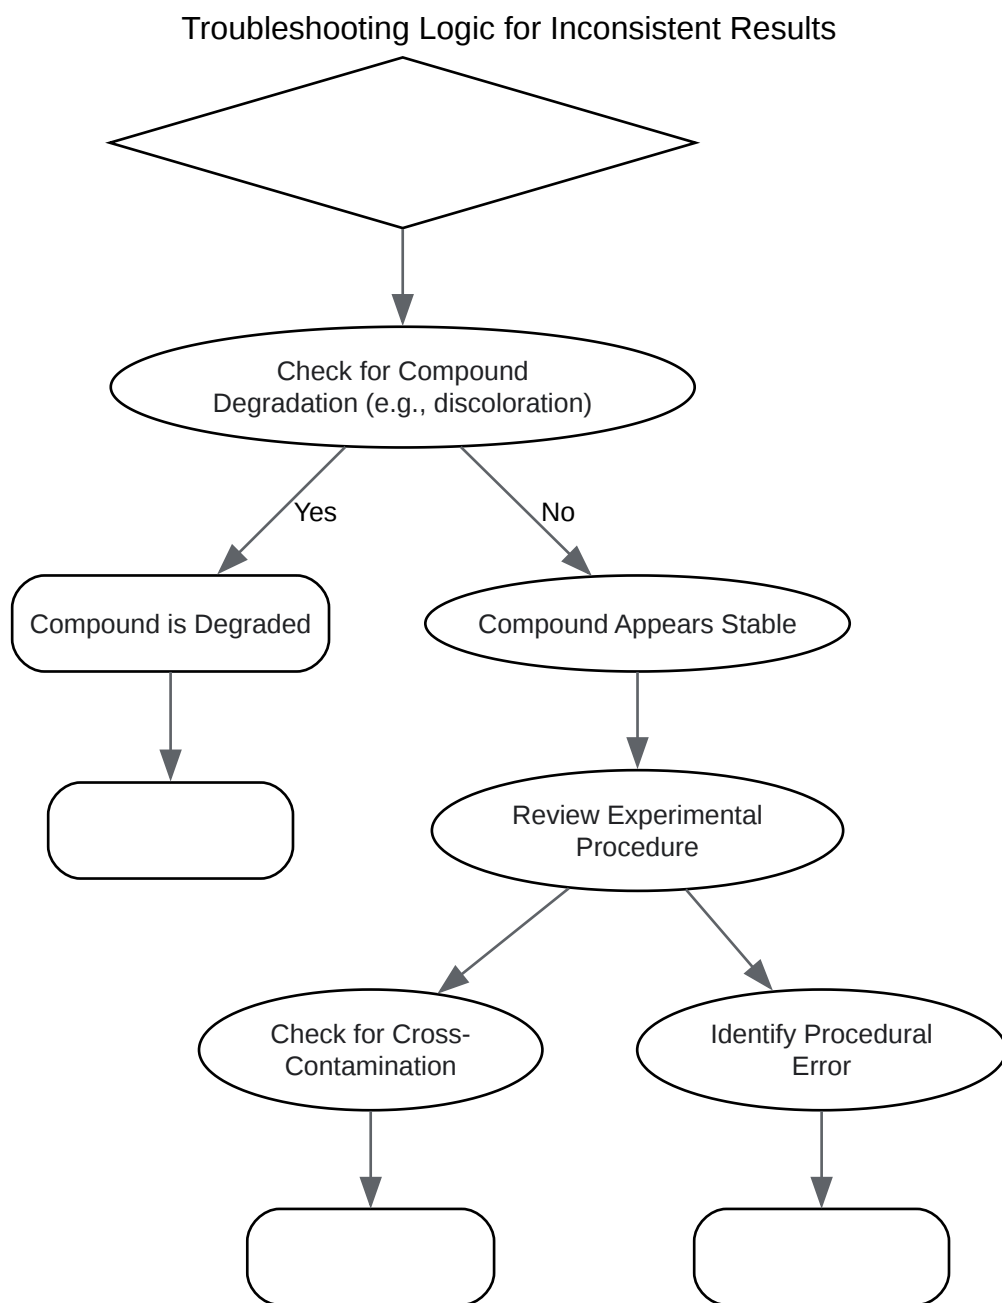 Troubleshooting Logic for Inconsistent Results
Check for Compound
Degradation (e.g., discoloration)
Yes
No
Compound is Degraded
Compound Appears Stable
Review Experimental
Procedure
Check for Cross-
Contamination
Identify Procedural
Error